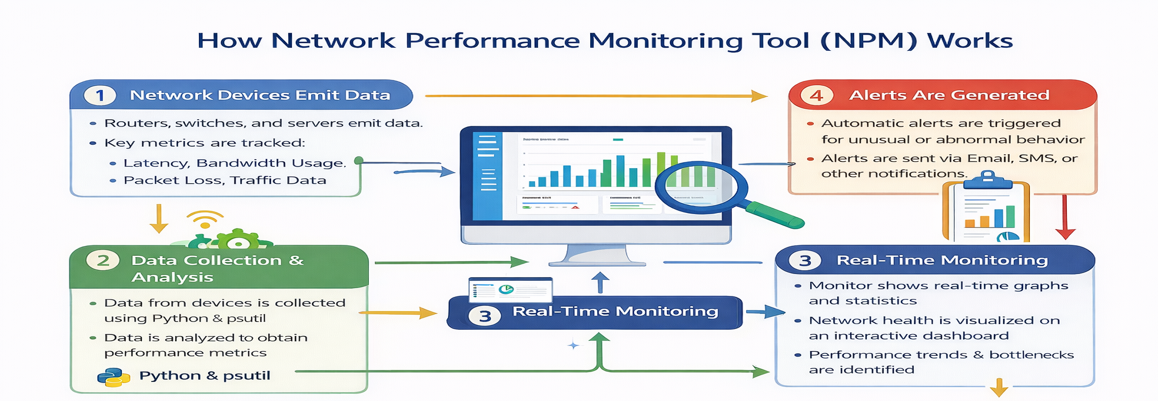 How Network Performance Monitoring Tool (NPM) Works
1 Network Devices Emit Data
• Routers, switches, and servers emit data.
• Key metrics are tracked:
• Latency, Bandwidth Usage.
• Packet Loss, Traffic Data
2 Data Collection &
Analysis
• Data from devices is collected
using Python & psutil
• Data is analyzed to obtain
performance metrics
Python & psutil
3 Real-Time Monitoring
4 Alerts Are Generated
• Automatic alerts are triggered
for unusual or abnormal behavior
• Alerts are sent via Email, SMS, or
other notifications.
3 Real-Time Monitoring
• Monitor shows real-time graphs
and statistics
• Network health is visualized on
an interactive dashboard
• Performance trends & bottlenecks
are identified